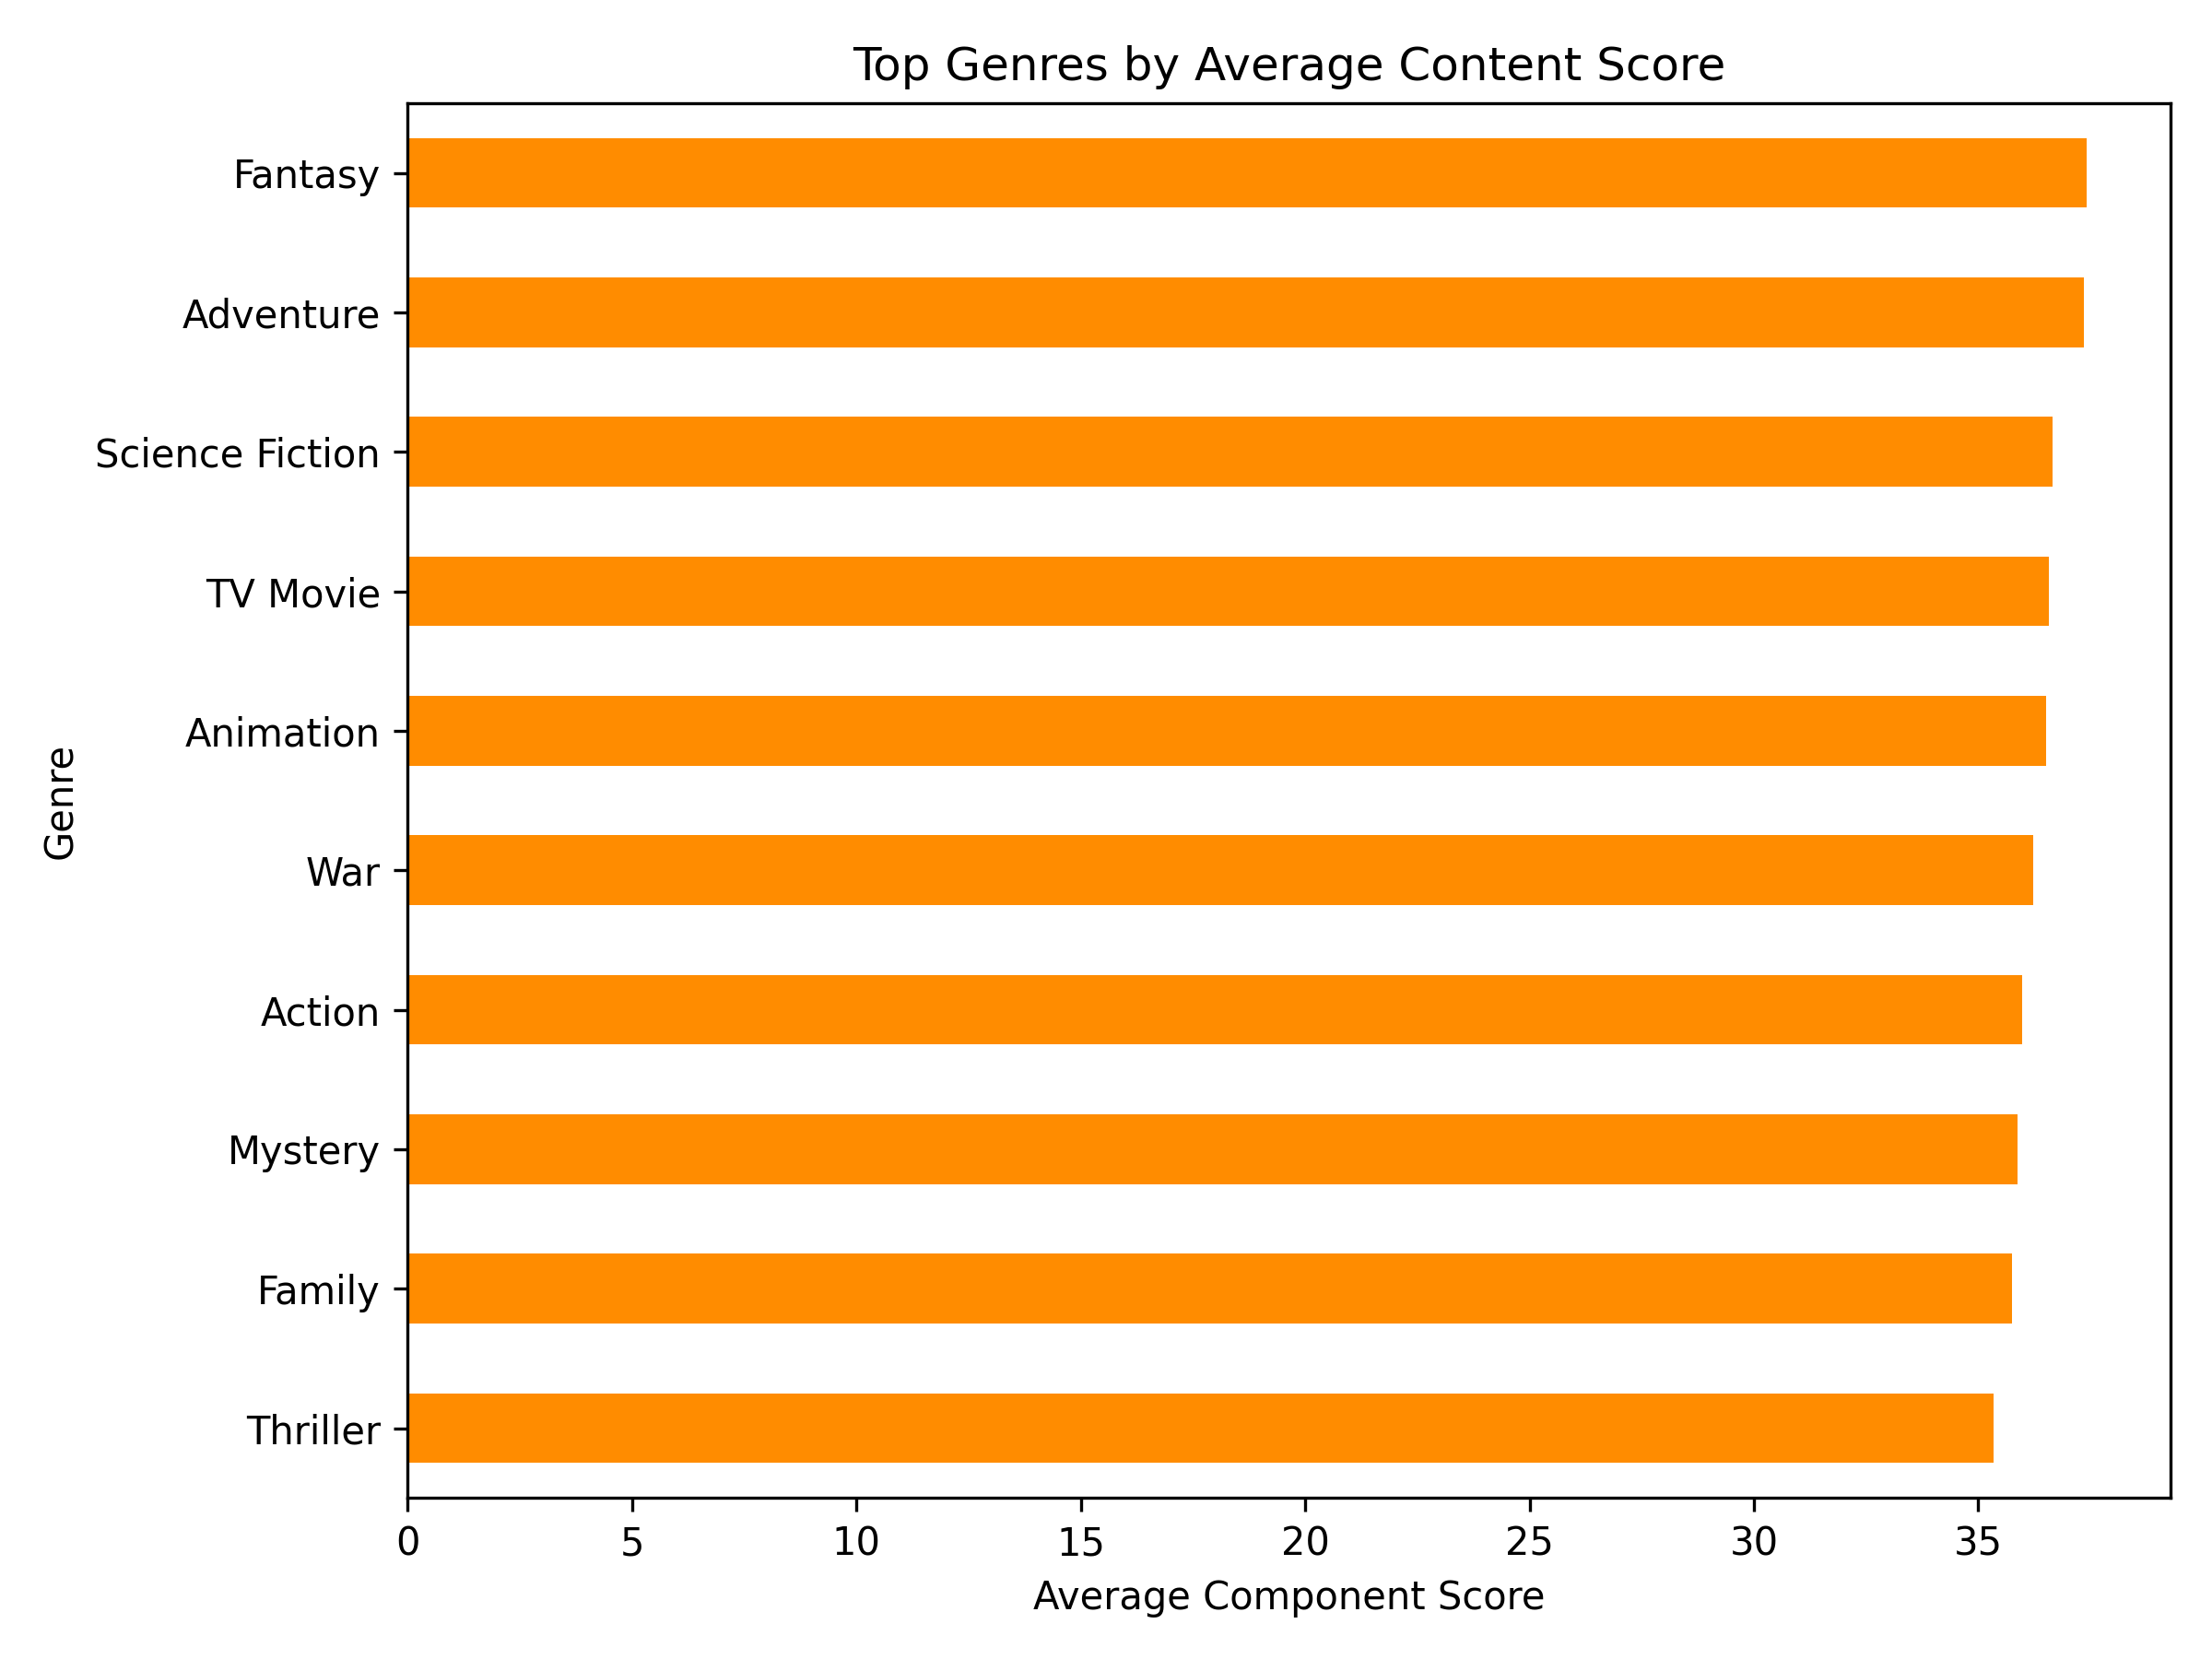 Top Genres by Average Content Score
Fantasy
Adventure
Science Fiction
TV Movie
Animation
War
Action
Mystery
Family
Thriller
Genre
0 5 10 15 20 25 30 35
Average Component Score